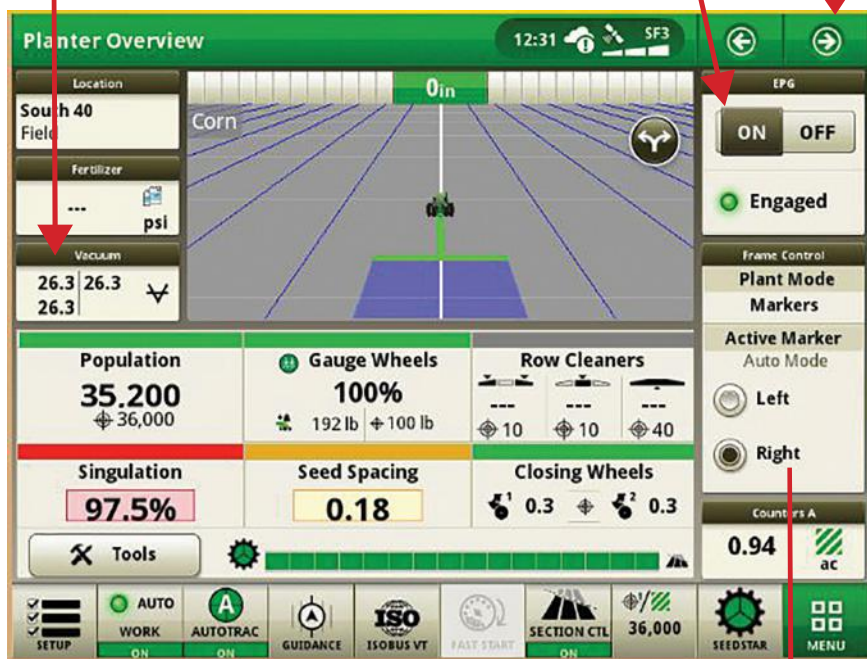 Planter Overview
12:31
SF3
Location
South 40
Field
Fertilizer
---
psi
Vacuum
26.3 26.3
26.3
0in
Corn
EPG
ON OFF
Engaged
Frame Control
Plant Mode
Markers
Active Marker
Auto Mode
Left
Right
Counters A
0.94
ac
Population
35.200
36,000
Gauge Wheels
100%
192 lb 100 lb
Row Cleaners
--- --- ---
10 10 40
Singulation
97.5%
Seed Spacing
0.18
Closing Wheels
1 0.3 2 0.3
Tools
SETUP
AUTO
WORK
ON
A
AUTOTRAC
ON
GUIDANCE
ISO
ISOBUS VT
FAST START
SECTION CTL
ON
36,000
SEEDSTAR
MENU